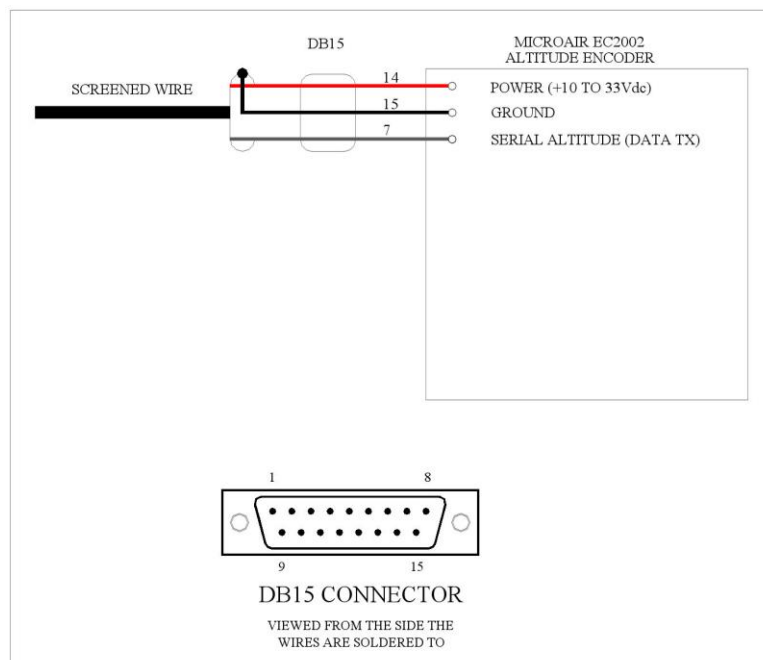 DB15
MICROAIR EC2002
ALTITUDE ENCODER
SCREENED WIRE
14
POWER (+10 TO 33Vdc)
15
GROUND
7
SERIAL ALTITUDE (DATA TX)
1
8
9
15
DB15 CONNECTOR
VIEWED FROM THE SIDE THE
WIRES ARE SOLDERED TO